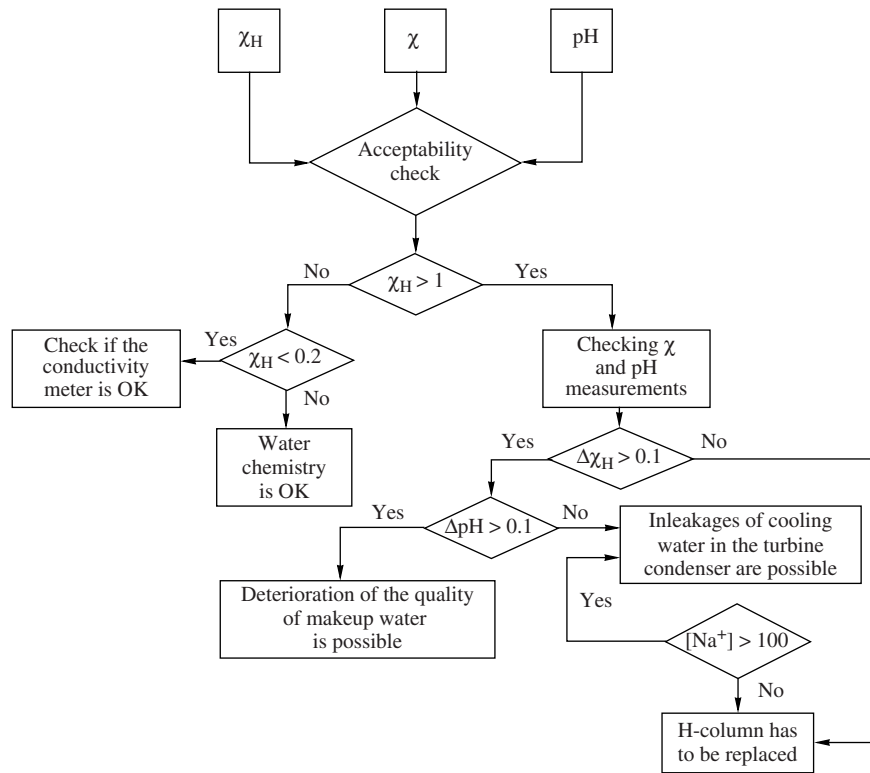 χH
χ
pH
Acceptability
check
No
χH > 1
Yes
Check if the
conductivity
meter is OK
Yes
χH < 0.2
No
Water
chemistry
is OK
Checking χ
and pH
measurements
Yes
ΔχH > 0.1
No
Yes
ΔpH > 0.1
No
Inleakages of cooling
water in the turbine
condenser are possible
Deterioration of the quality
of makeup water
is possible
Yes
[Na⁺] > 100
No
H-column has
to be replaced